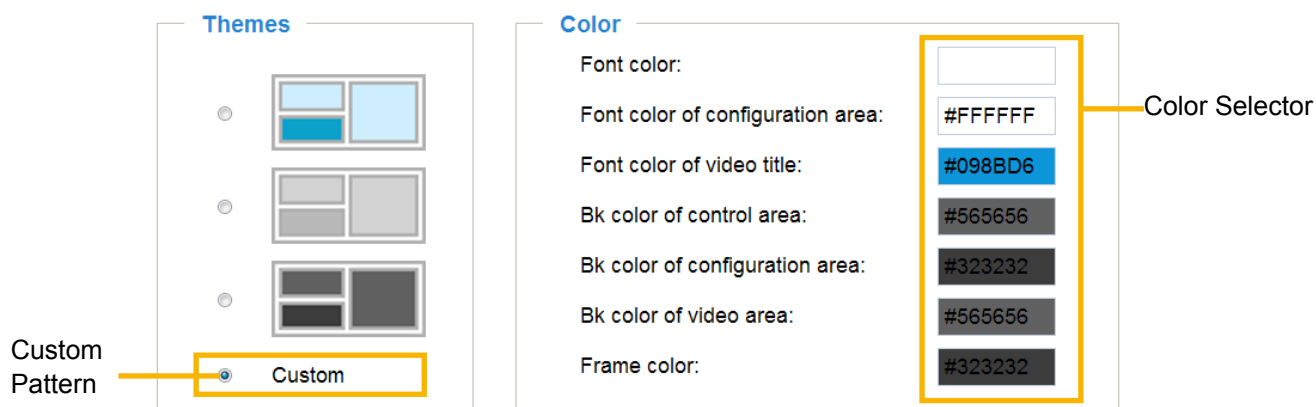 Themes
Custom
Custom
Pattern
Color
Font color:
Font color of configuration area: #FFFFFF
Font color of video title: #098BD6
Bk color of control area: #565656
Bk color of configuration area: #323232
Bk color of video area: #565656
Frame color: #323232
Color Selector